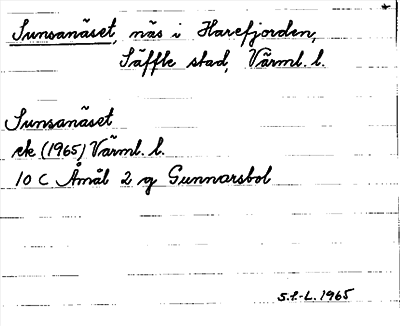 Sunsanäset, näs i Harefjorden,
Säffle stad, Värml. l.
Sunsanäset
ek (1965) Värml. l.
10 C Åmål 2 g Gunnarsbol
S.f.-L. 1965